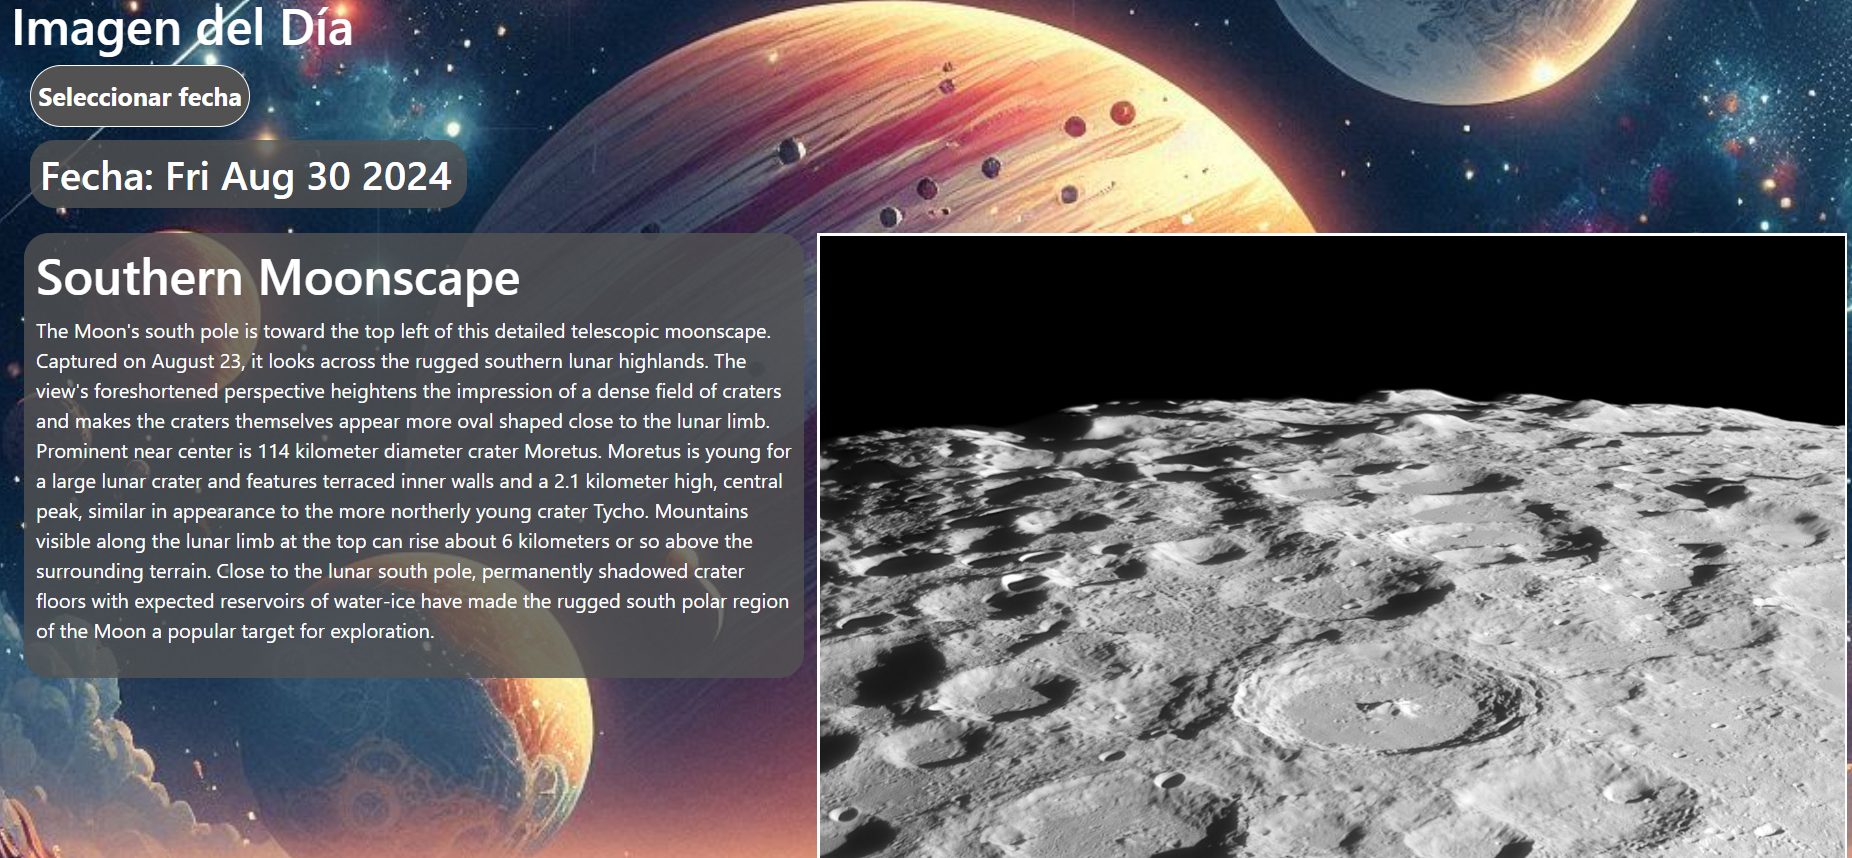 Imagen del Día
Seleccionar fecha
Fecha: Fri Aug 30 2024
Southern Moonscape
The Moon's south pole is toward the top left of this detailed telescopic moonscape.
Captured on August 23, it looks across the rugged southern lunar highlands. The
view's foreshortened perspective heightens the impression of a dense field of craters
and makes the craters themselves appear more oval shaped close to the lunar limb.
Prominent near center is 114 kilometer diameter crater Moretus. Moretus is young for
a large lunar crater and features terraced inner walls and a 2.1 kilometer high, central
peak, similar in appearance to the more northerly young crater Tycho. Mountains
visible along the lunar limb at the top can rise about 6 kilometers or so above the
surrounding terrain. Close to the lunar south pole, permanently shadowed crater
floors with expected reservoirs of water-ice have made the rugged south polar region
of the Moon a popular target for exploration.